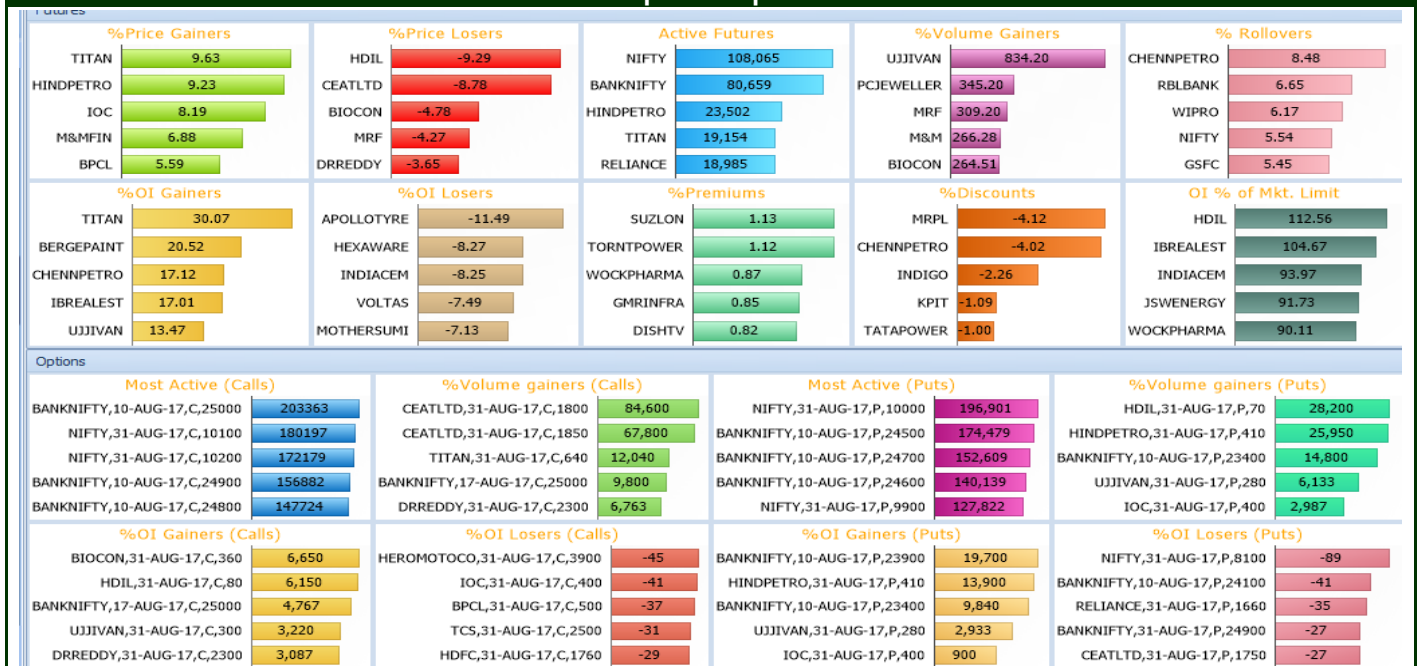 Futures
%Price Gainers
TITAN 9.63
HINDPETRO 9.23
IOC 8.19
M&MFIN 6.88
BPCL 5.59
%Price Losers
HDIL -9.29
CEATLTD -8.78
BIOCON -4.78
MRF -4.27
DRREDDY -3.65
Active Futures
NIFTY 108,065
BANKNIFTY 80,659
HINDPETRO 23,502
TITAN 19,154
RELIANCE 18,985
%Volume Gainers
UJJIVAN 834.20
PCJEWELLER 345.20
MRF 309.20
M&M 266.28
BIOCON 264.51
% Rollovers
CHENNPETRO 8.48
RBLBANK 6.65
WIPRO 6.17
NIFTY 5.54
GSFC 5.45
%OI Gainers
TITAN 30.07
BERGEPAINT 20.52
CHENNPETRO 17.12
IBREALEST 17.01
UJJIVAN 13.47
%OI Losers
APOLLOTYRE -11.49
HEXAWARE -8.27
INDIACEM -8.25
VOLTAS -7.49
MOTHERSUMI -7.13
%Premiums
SUZLON 1.13
TORNTPOWER 1.12
WOCKPHARMA 0.87
GMRINFRA 0.85
DISHTV 0.82
%Discounts
MRPL -4.12
CHENNPETRO -4.02
INDIGO -2.26
KPIT -1.09
TATAPOWER -1.00
OI % of Mkt. Limit
HDIL 112.56
IBREALEST 104.67
INDIACEM 93.97
JSWENERGY 91.73
WOCKPHARMA 90.11
Options
Most Active (Calls)
BANKNIFTY,10-AUG-17,C,25000 203363
NIFTY,31-AUG-17,C,10100 180197
NIFTY,31-AUG-17,C,10200 172179
BANKNIFTY,10-AUG-17,C,24900 156882
BANKNIFTY,10-AUG-17,C,24800 147724
%Volume gainers (Calls)
CEATLTD,31-AUG-17,C,1800 84,600
CEATLTD,31-AUG-17,C,1850 67,800
TITAN,31-AUG-17,C,640 12,040
BANKNIFTY,17-AUG-17,C,25000 9,800
DRREDDY,31-AUG-17,C,2300 6,763
Most Active (Puts)
NIFTY,31-AUG-17,P,10000 196,901
BANKNIFTY,10-AUG-17,P,24500 174,479
BANKNIFTY,10-AUG-17,P,24700 152,609
BANKNIFTY,10-AUG-17,P,24600 140,139
NIFTY,31-AUG-17,P,9900 127,822
%Volume gainers (Puts)
HDIL,31-AUG-17,P,70 28,200
HINDPETRO,31-AUG-17,P,410 25,950
BANKNIFTY,10-AUG-17,P,23400 14,800
UJJIVAN,31-AUG-17,P,280 6,133
IOC,31-AUG-17,P,400 2,987
%OI Gainers (Calls)
BIOCON,31-AUG-17,C,360 6,650
HDIL,31-AUG-17,C,80 6,150
BANKNIFTY,17-AUG-17,C,25000 4,767
UJJIVAN,31-AUG-17,C,300 3,220
DRREDDY,31-AUG-17,C,2300 3,087
%OI Losers (Calls)
HEROMOTOCO,31-AUG-17,C,3900 -45
IOC,31-AUG-17,C,400 -41
BPCL,31-AUG-17,C,500 -37
TCS,31-AUG-17,C,2500 -31
HDFC,31-AUG-17,C,1760 -29
%OI Gainers (Puts)
BANKNIFTY,10-AUG-17,P,23900 19,700
HINDPETRO,31-AUG-17,P,410 13,900
BANKNIFTY,10-AUG-17,P,23400 9,840
UJJIVAN,31-AUG-17,P,280 2,933
IOC,31-AUG-17,P,400 900
%OI Losers (Puts)
NIFTY,31-AUG-17,P,8100 -89
BANKNIFTY,10-AUG-17,P,24100 -41
RELIANCE,31-AUG-17,P,1660 -35
BANKNIFTY,31-AUG-17,P,24900 -27
CEATLTD,31-AUG-17,P,1750 -27